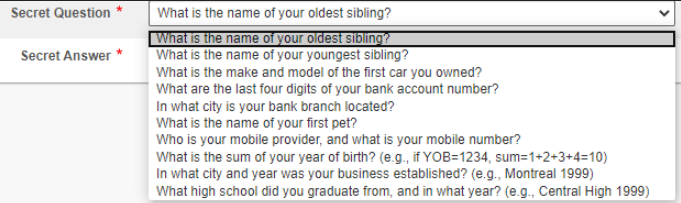 Secret Question * What is the name of your oldest sibling?
What is the name of your oldest sibling?
Secret Answer * What is the name of your youngest sibling?
What is the make and model of the first car you owned?
What are the last four digits of your bank account number?
In what city is your bank branch located?
What is the name of your first pet?
Who is your mobile provider, and what is your mobile number?
What is the sum of your year of birth? (e.g., if YOB=1234, sum=1+2+3+4=10)
In what city and year was your business established? (e.g., Montreal 1999)
What high school did you graduate from, and in what year? (e.g., Central High 1999)